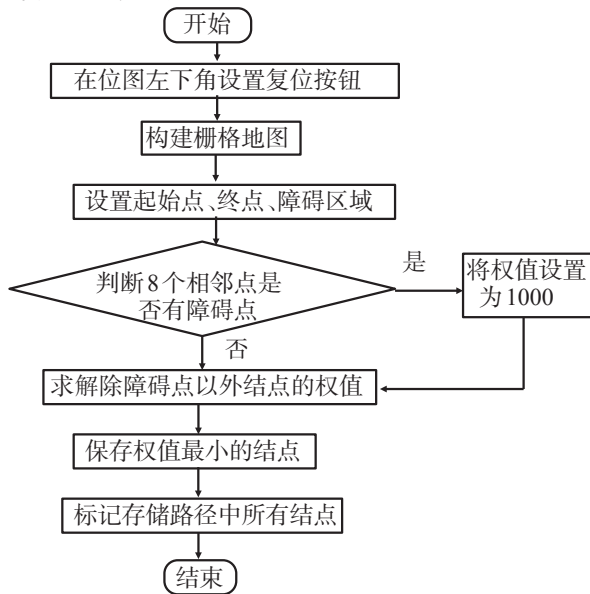 开始
在位图左下角设置复位按钮
构建栅格地图
设置起始点、终点、障碍区域
判断8个相邻点是
否有障碍点
是
将权值设置
为1000
否
求解除障碍点以外结点的权值
保存权值最小的结点
标记存储路径中所有结点
结束